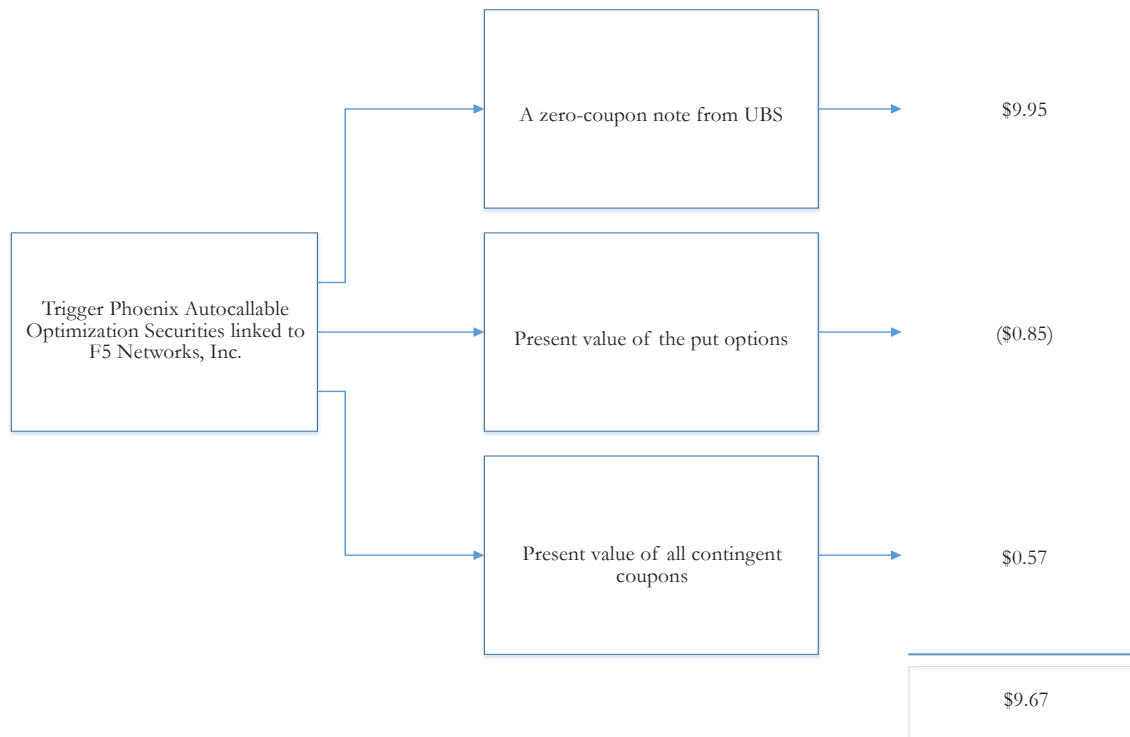 A zero-coupon note from UBS
$9.95
Trigger Phoenix Autocallable
Optimization Securities linked to
F5 Networks, Inc.
Present value of the put options
($0.85)
Present value of all contingent
coupons
$0.57
$9.67